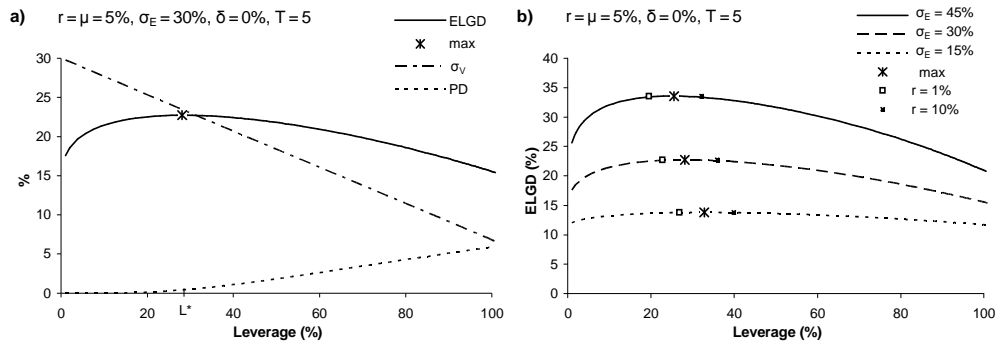 a) r = μ = 5%, σE = 30%, δ = 0%, T = 5
ELGD
max
σV
PD
30
25
20
15
10
5
0
%
0 20 40 60 80 100
L*
Leverage (%)
b) r = μ = 5%, δ = 0%, T = 5
σE = 45%
σE = 30%
σE = 15%
max
r = 1%
r = 10%
40
35
30
25
20
15
10
5
0
ELGD (%)
0 20 40 60 80 100
Leverage (%)